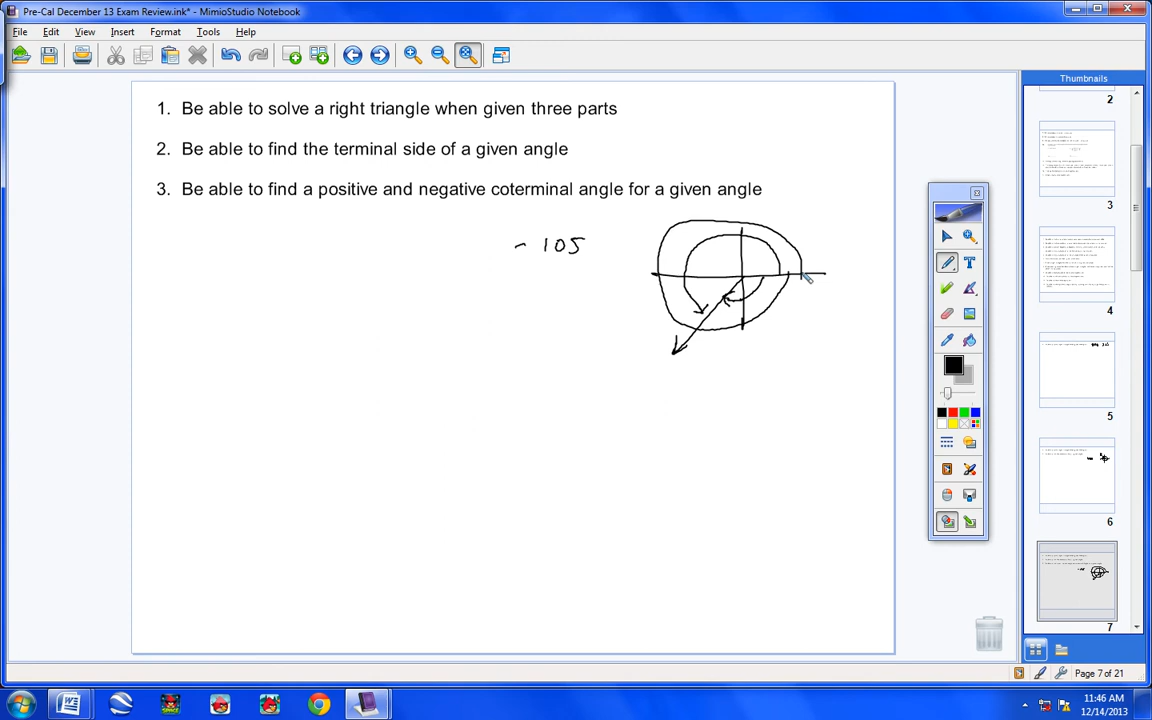 Pre-Cal December 13 Exam Review.ink* - MimioStudio Notebook
File Edit View Insert Format Tools Help
Thumbnails
1. Be able to solve a right triangle when given three parts
2. Be able to find the terminal side of a given angle
3. Be able to find a positive and negative coterminal angle for a given angle
- 105
2
3
4
5
6
7
Page 7 of 21
11:46 AM
12/14/2013